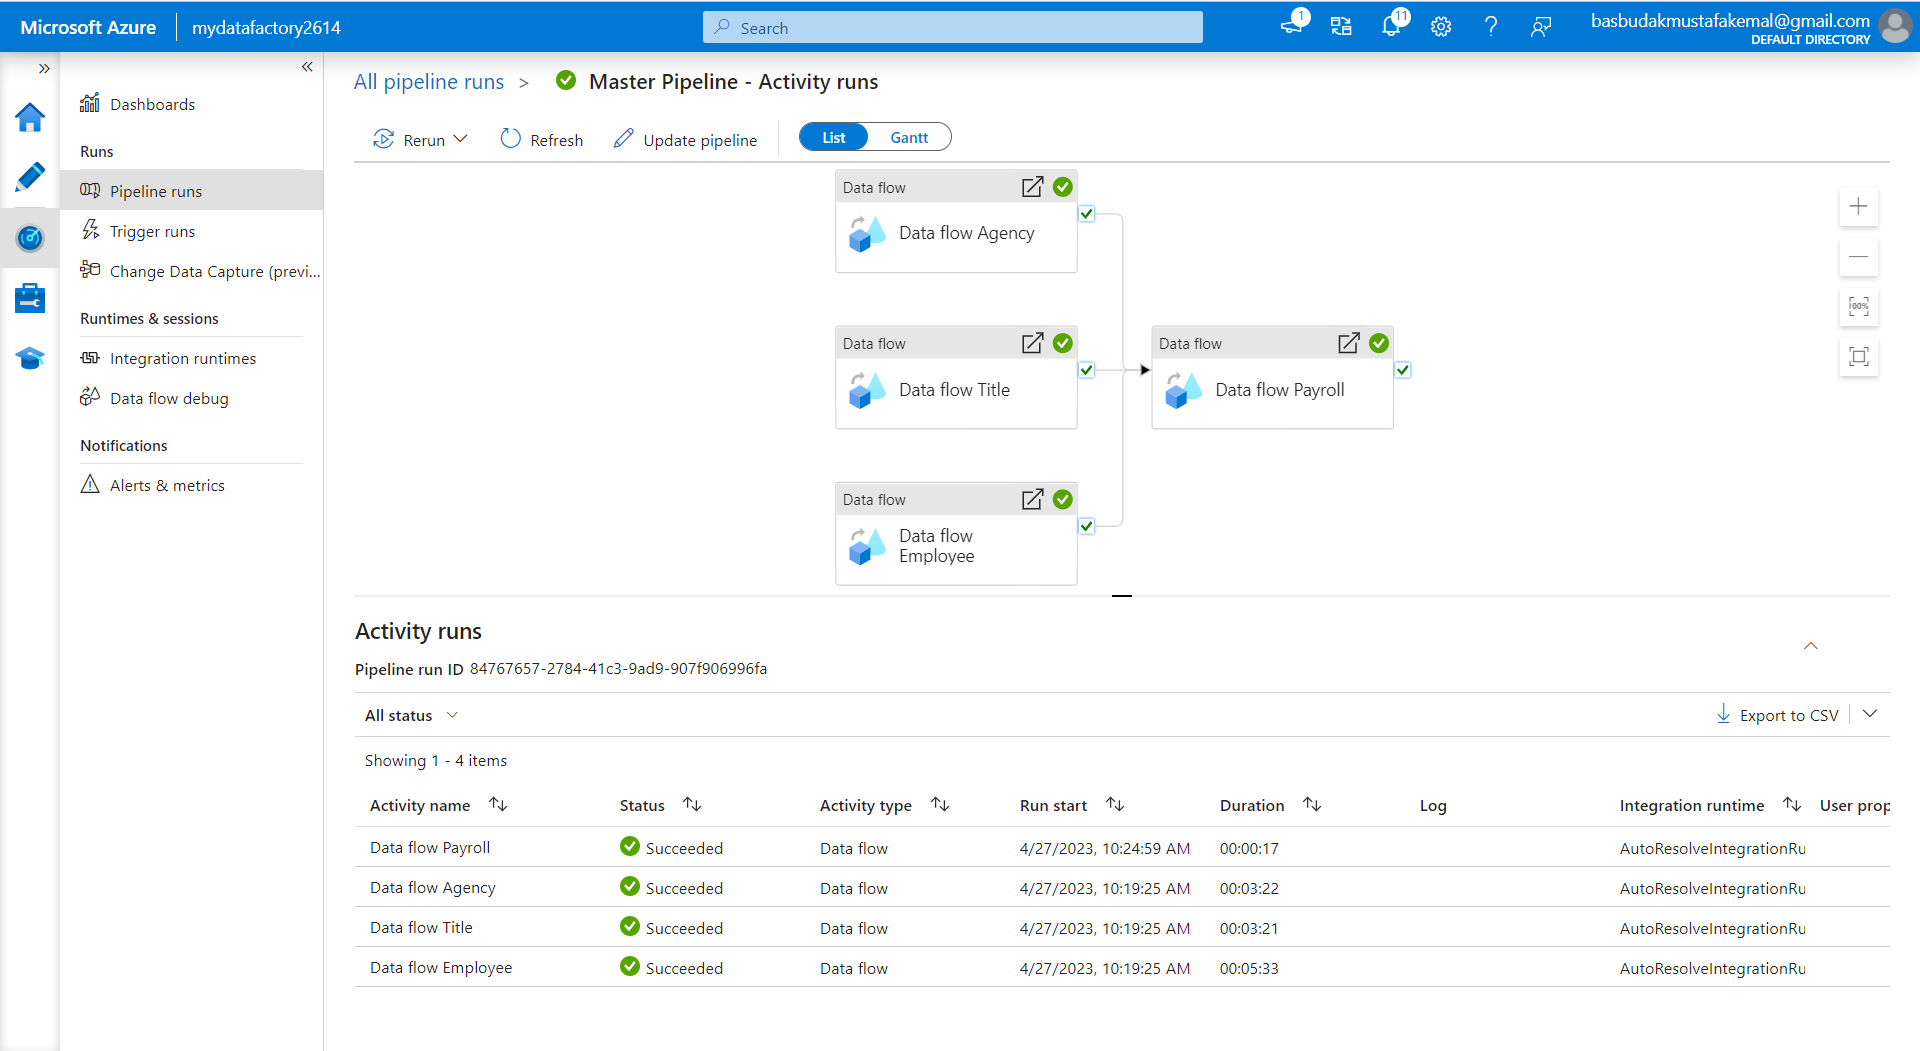 Microsoft Azure
mydatafactory2614
Search
1
11
basbudakmustafakemal@gmail.com
DEFAULT DIRECTORY
Dashboards
Runs
Pipeline runs
Trigger runs
Change Data Capture (previ...
Runtimes & sessions
Integration runtimes
Data flow debug
Notifications
Alerts & metrics
All pipeline runs > Master Pipeline - Activity runs
Rerun
Refresh
Update pipeline
List
Gantt
Data flow
Data flow Agency
Data flow
Data flow Title
Data flow
Data flow Payroll
Data flow
Data flow
Employee
100%
Activity runs
Pipeline run ID 84767657-2784-41c3-9ad9-907f906996fa
All status
Export to CSV
Showing 1 - 4 items
Activity name Status Activity type Run start Duration Log Integration runtime User prop
Data flow Payroll Succeeded Data flow 4/27/2023, 10:24:59 AM 00:00:17 AutoResolveIntegrationRu
Data flow Agency Succeeded Data flow 4/27/2023, 10:19:25 AM 00:03:22 AutoResolveIntegrationRu
Data flow Title Succeeded Data flow 4/27/2023, 10:19:25 AM 00:03:21 AutoResolveIntegrationRu
Data flow Employee Succeeded Data flow 4/27/2023, 10:19:25 AM 00:05:33 AutoResolveIntegrationRu